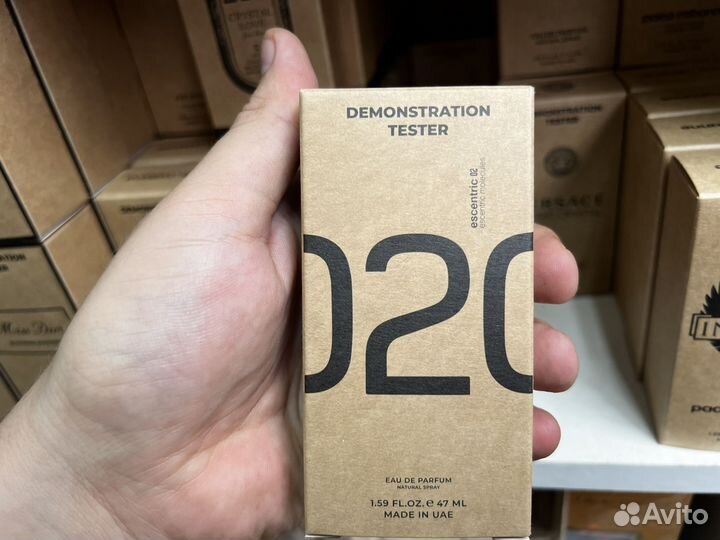 DEMONSTRATION
TESTER
escentric 02
escentric molecules
020
EAU DE PARFUM
NATURAL SPRAY
1.59 FL.OZ. e 47 ML
MADE IN UAE
CRYSTAL
Miss Dior
Avito